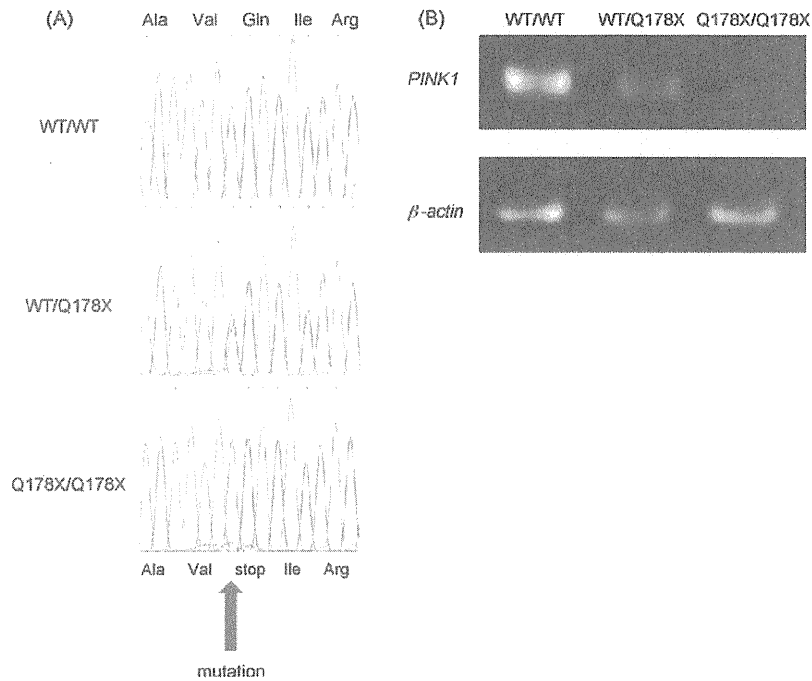 (A)
Ala Val Gln Ile Arg
WT/WT
WT/Q178X
Q178X/Q178X
Ala Val stop Ile Arg
mutation
(B)
WT/WT WT/Q178X Q178X/Q178X
PINK1
β-actin